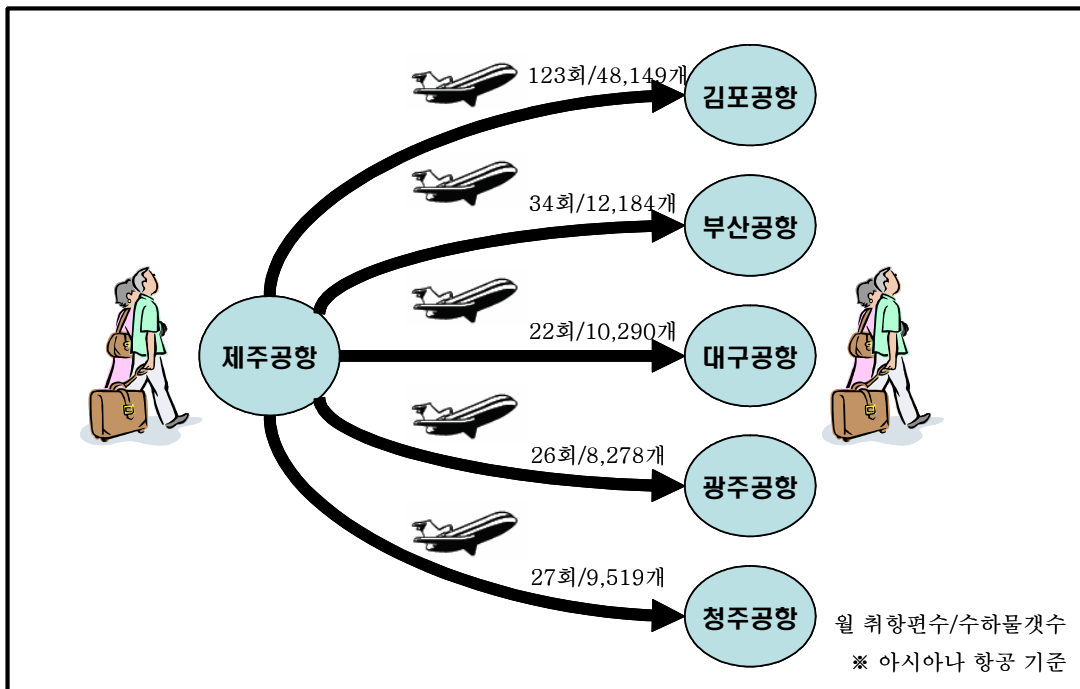 123회/48,149개
김포공항
34회/12,184개
부산공항
22회/10,290개
제주공항
대구공항
26회/8,278개
광주공항
27회/9,519개
청주공항
월 취항편수/수하물갯수
※ 아시아나 항공 기준